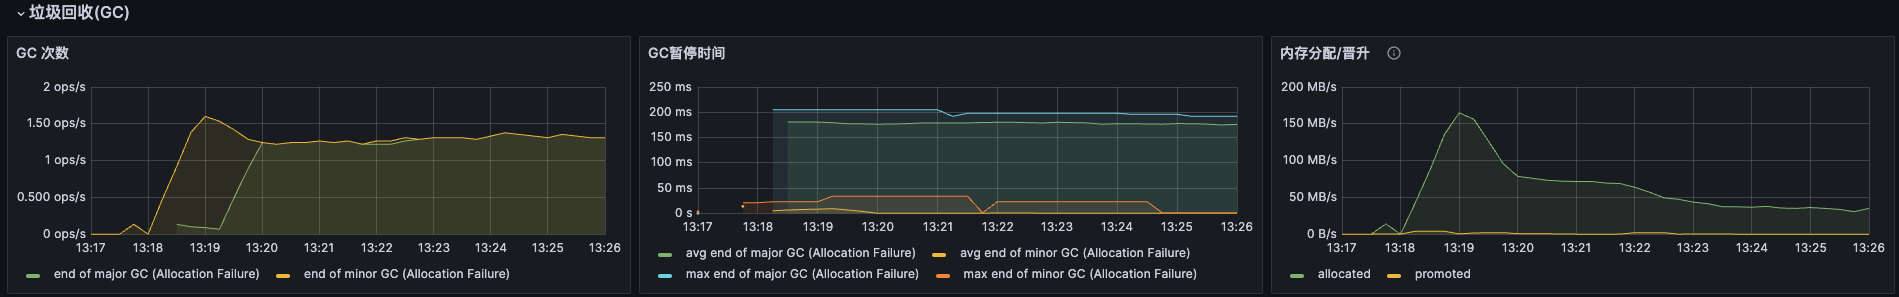 垃圾回收(GC)
GC 次数
2 ops/s
1.50 ops/s
1 ops/s
0.500 ops/s
0 ops/s
13:17 13:18 13:19 13:20 13:21 13:22 13:23 13:24 13:25 13:26
end of major GC (Allocation Failure) end of minor GC (Allocation Failure)
GC暂停时间
250 ms
200 ms
150 ms
100 ms
50 ms
0 s
13:17 13:18 13:19 13:20 13:21 13:22 13:23 13:24 13:25 13:26
avg end of major GC (Allocation Failure) avg end of minor GC (Allocation Failure)
max end of major GC (Allocation Failure) max end of minor GC (Allocation Failure)
内存分配/晋升
200 MB/s
150 MB/s
100 MB/s
50 MB/s
0 B/s
13:17 13:18 13:19 13:20 13:21 13:22 13:23 13:24 13:25 13:26
allocated promoted